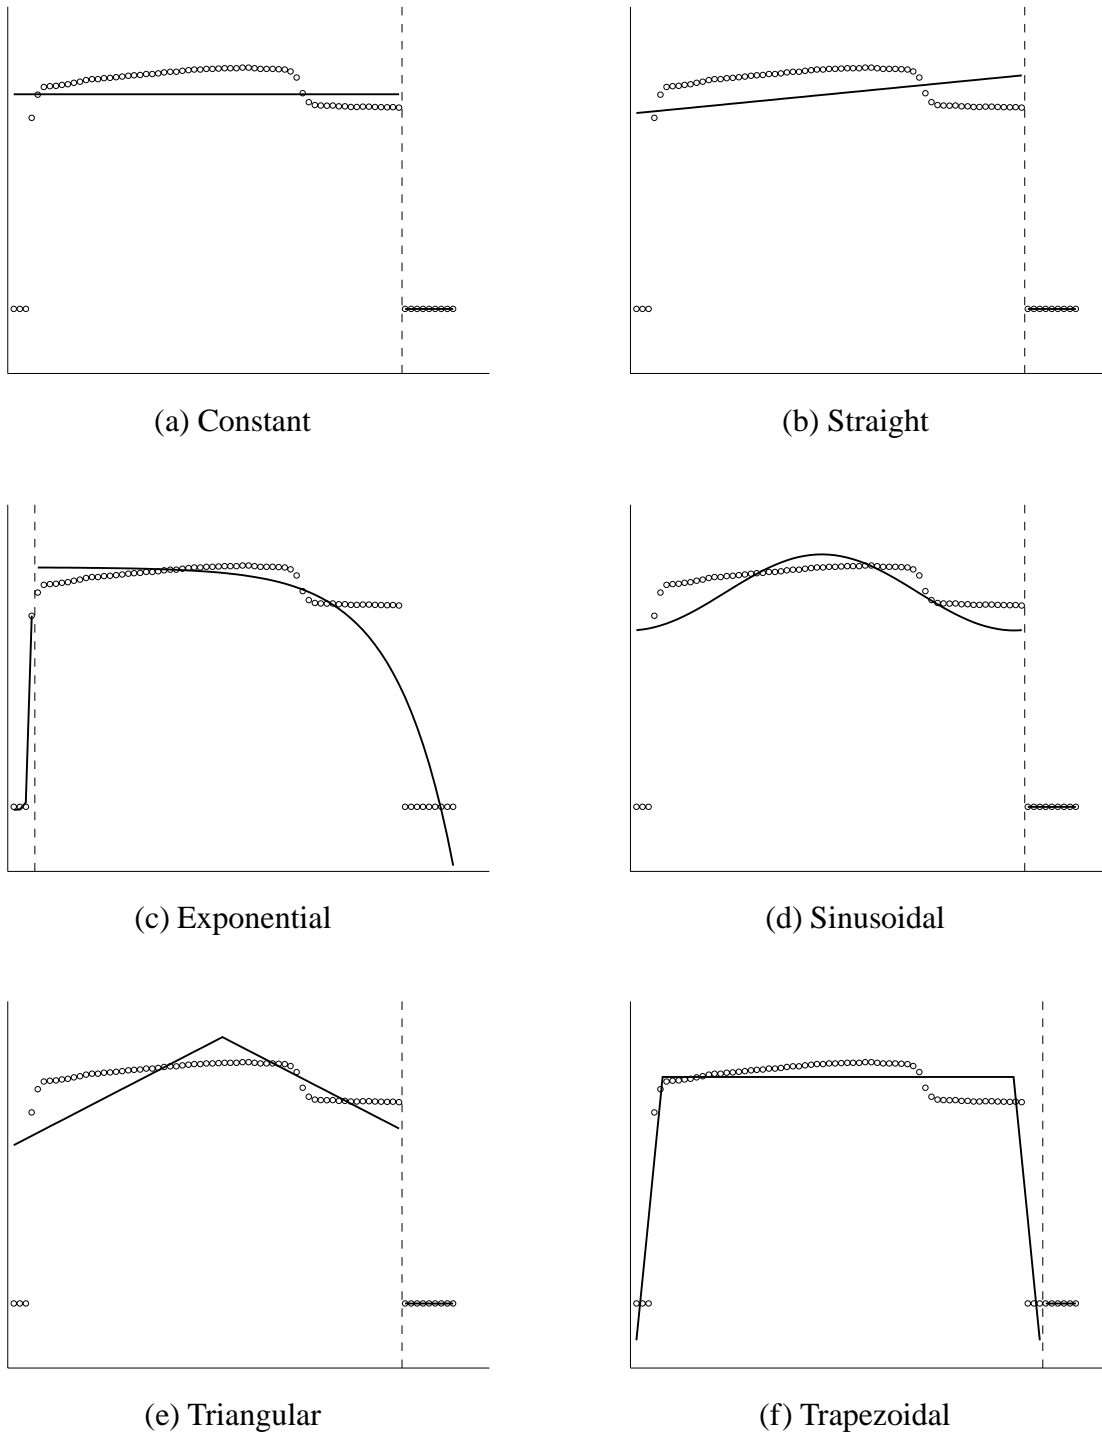 (a) Constant
(b) Straight
(c) Exponential
(d) Sinusoidal
(e) Triangular
(f) Trapezoidal